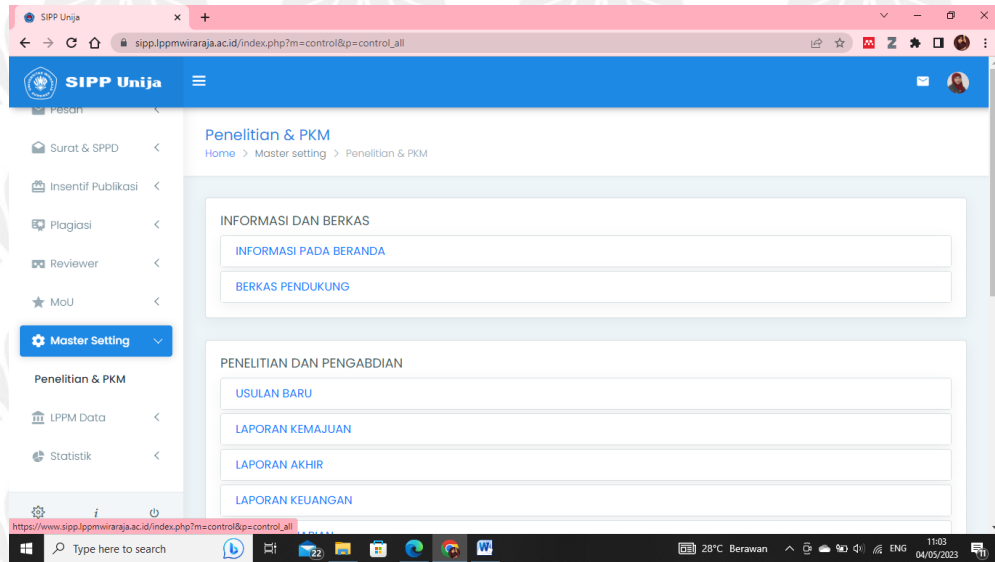 SIPP Unija
sipp.lppmwiraraja.ac.id/index.php?m=control&p=control_all
SIPP Unija
Pesan
Surat & SPPD
Insentif Publikasi
Plagiasi
Reviewer
MoU
Master Setting
Penelitian & PKM
LPPM Data
Statistik
Penelitian & PKM
Home > Master setting > Penelitian & PKM
INFORMASI DAN BERKAS
INFORMASI PADA BERANDA
BERKAS PENDUKUNG
PENELITIAN DAN PENGABDIAN
USULAN BARU
LAPORAN KEMAJUAN
LAPORAN AKHIR
LAPORAN KEUANGAN
https://www.sipp.lppmwiraraja.ac.id/index.php?m=control&p=control_all
Type here to search
22
28°C Berawan
ENG
11:03
04/05/2023